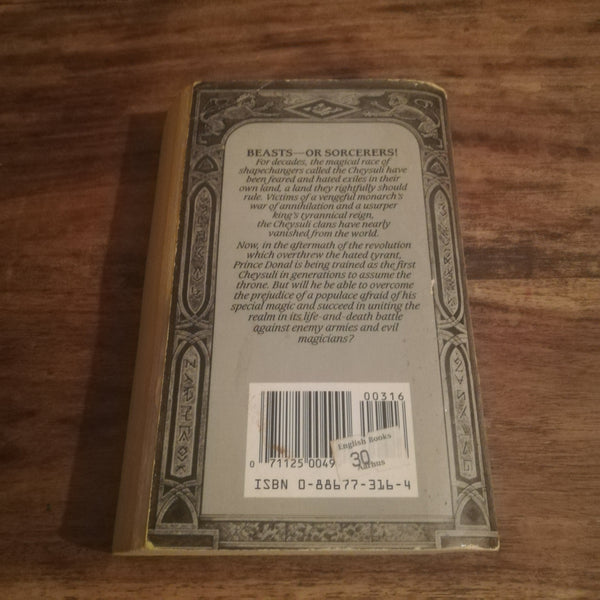 BEASTS—OR SORCERERS!
For decades, the magical race of
shapechangers called the Cheysuli have
been feared and hated exiles in their
own land, a land they rightfully should
rule. Victims of a vengeful monarch's
war of annihilation and a usurper
king's tyrannical reign,
the Cheysuli clans have nearly
vanished from the world.
Now, in the aftermath of the revolution
which overthrew the hated tyrant,
Prince Donal is being trained as the first
Cheysuli in generations to assume the
throne. But will he be able to overcome
the prejudice of a populace afraid of his
special magic and succeed in uniting the
realm in its life-and-death battle
against enemy armies and evil
magicians?
00316
English Books
30
Aarhus
0 71125 0049
ISBN 0-88677-316-4